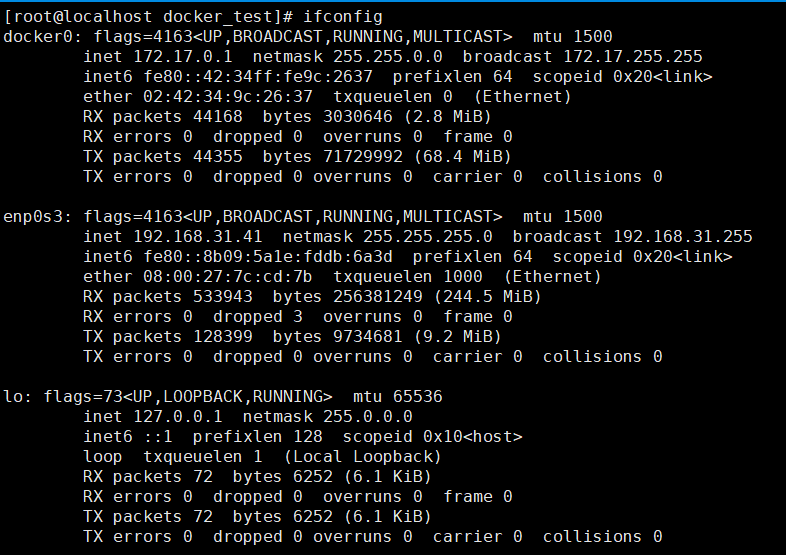 [root@localhost docker_test]# ifconfig
docker0: flags=4163<UP,BROADCAST,RUNNING,MULTICAST>  mtu 1500
        inet 172.17.0.1  netmask 255.255.0.0  broadcast 172.17.255.255
        inet6 fe80::42:34ff:fe9c:2637  prefixlen 64  scopeid 0x20<link>
        ether 02:42:34:9c:26:37  txqueuelen 0  (Ethernet)
        RX packets 44168  bytes 3030646 (2.8 MiB)
        RX errors 0  dropped 0  overruns 0  frame 0
        TX packets 44355  bytes 71729992 (68.4 MiB)
        TX errors 0  dropped 0 overruns 0  carrier 0  collisions 0

enp0s3: flags=4163<UP,BROADCAST,RUNNING,MULTICAST>  mtu 1500
        inet 192.168.31.41  netmask 255.255.255.0  broadcast 192.168.31.255
        inet6 fe80::8b09:5a1e:fddb:6a3d  prefixlen 64  scopeid 0x20<link>
        ether 08:00:27:7c:cd:7b  txqueuelen 1000  (Ethernet)
        RX packets 533943  bytes 256381249 (244.5 MiB)
        RX errors 0  dropped 3  overruns 0  frame 0
        TX packets 128399  bytes 9734681 (9.2 MiB)
        TX errors 0  dropped 0 overruns 0  carrier 0  collisions 0

lo: flags=73<UP,LOOPBACK,RUNNING>  mtu 65536
        inet 127.0.0.1  netmask 255.0.0.0
        inet6 ::1  prefixlen 128  scopeid 0x10<host>
        loop  txqueuelen 1  (Local Loopback)
        RX packets 72  bytes 6252 (6.1 KiB)
        RX errors 0  dropped 0  overruns 0  frame 0
        TX packets 72  bytes 6252 (6.1 KiB)
        TX errors 0  dropped 0 overruns 0  carrier 0  collisions 0